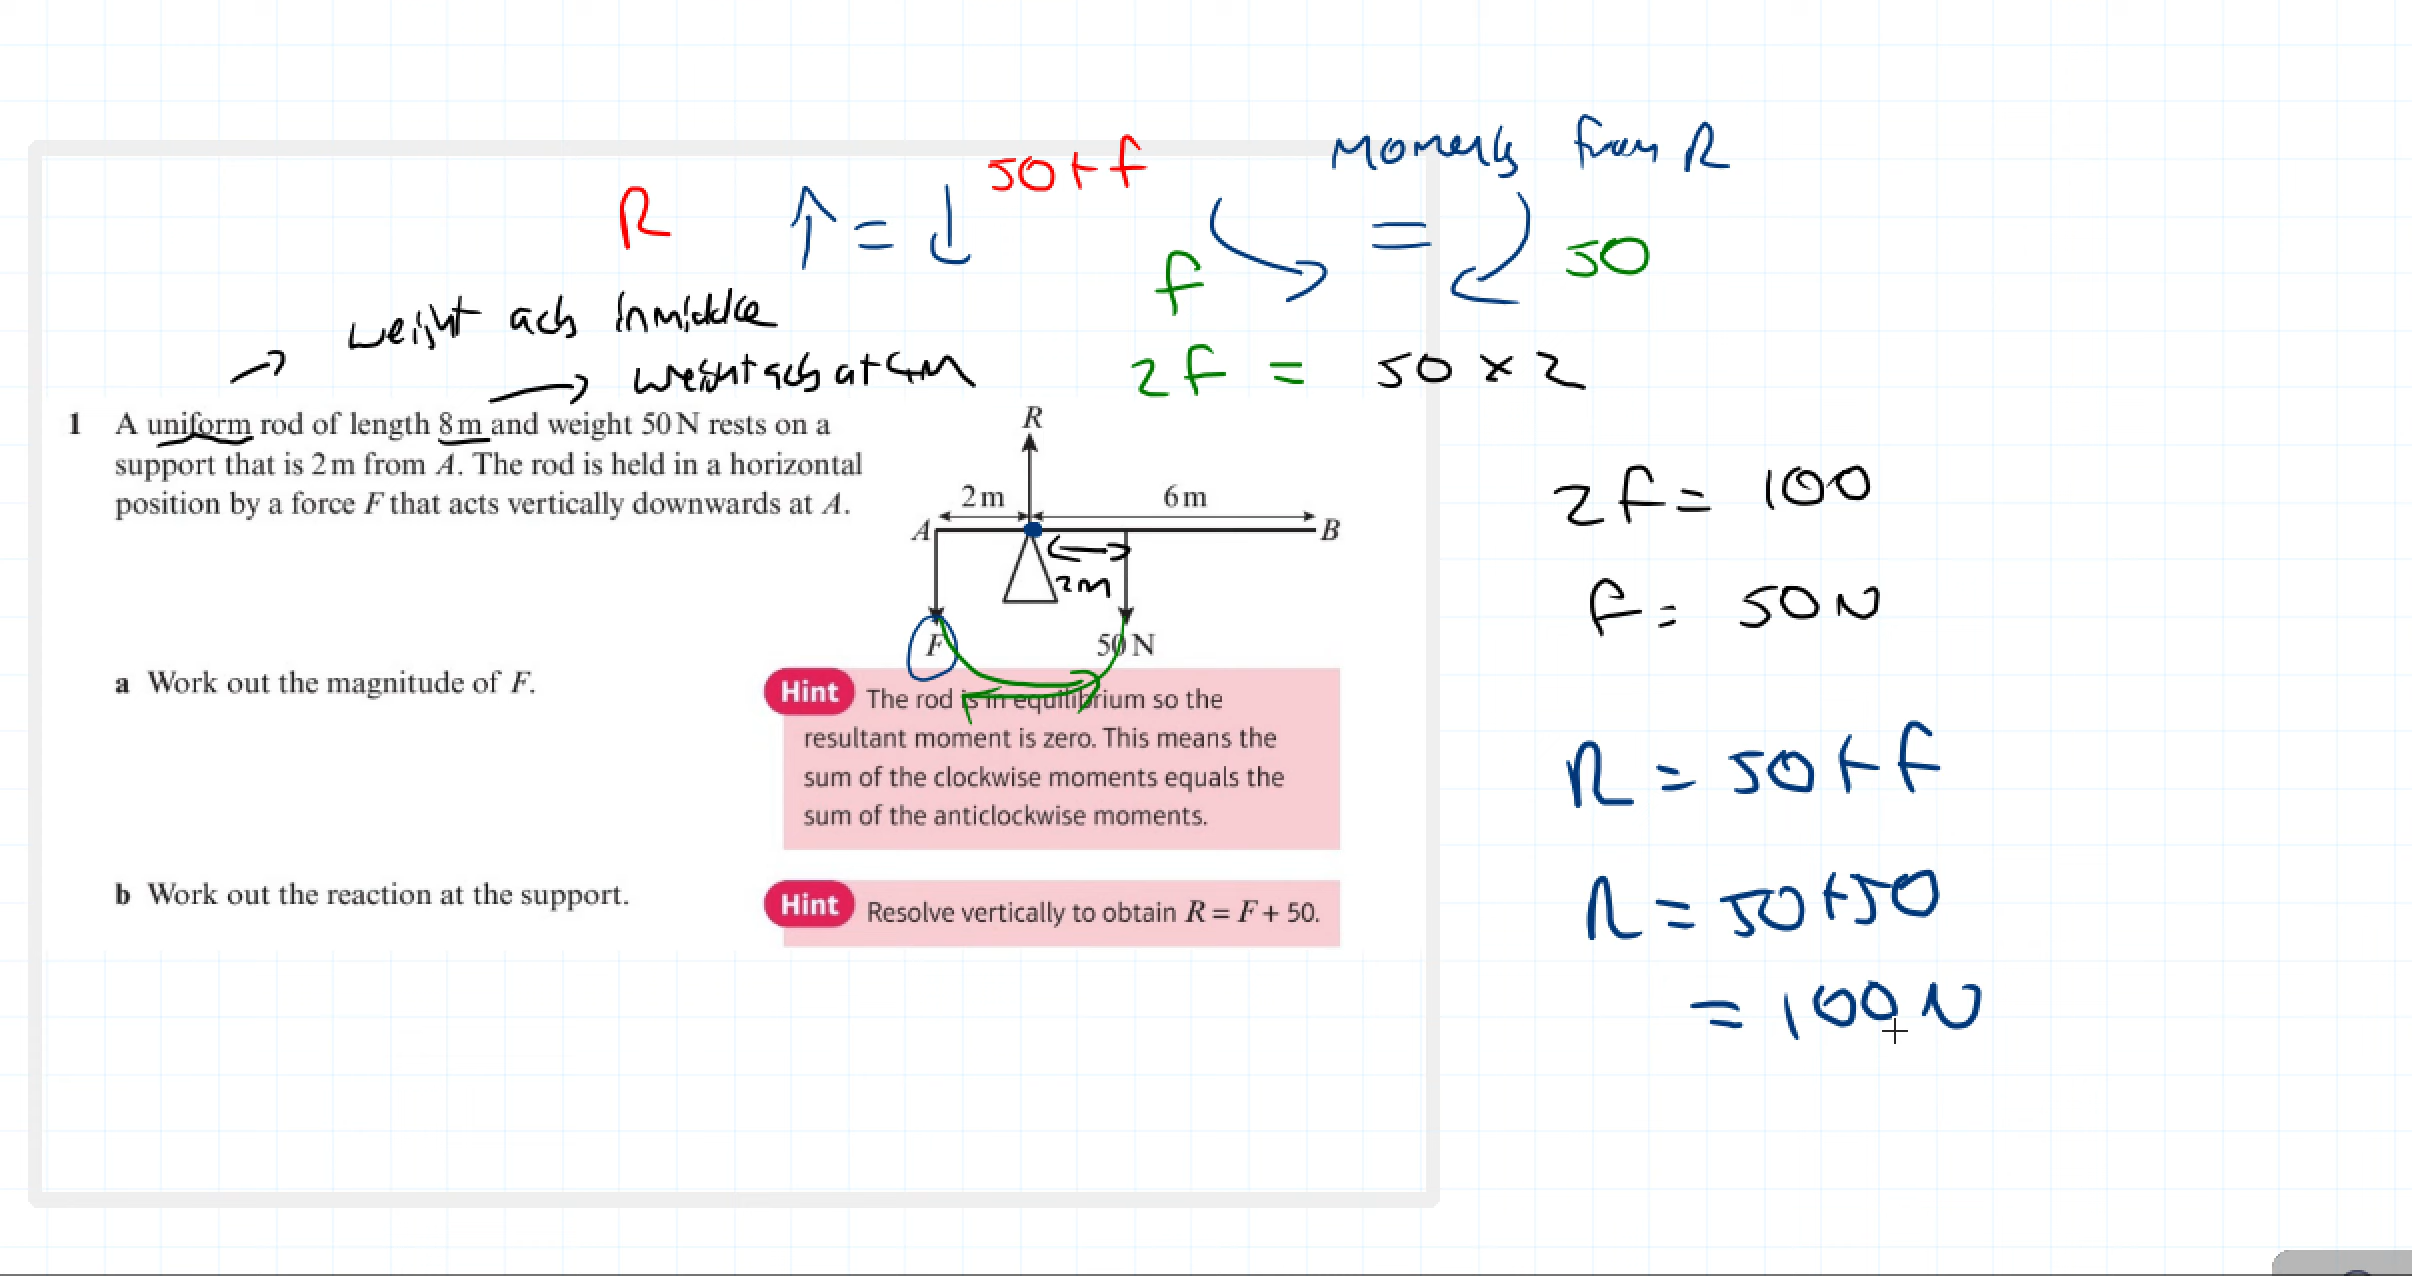 Moments from R
R ↑ = ↓ 50+f
f = 50
weight acts in middle
→ weight acts at 4m
2f = 50 × 2
1 A uniform rod of length 8 m and weight 50 N rests on a
support that is 2 m from A. The rod is held in a horizontal
position by a force F that acts vertically downwards at A.
R
2 m 6 m
A B
2m
F 50 N
2f = 100
f = 50N
a Work out the magnitude of F.
Hint The rod is in equilibrium so the
resultant moment is zero. This means the
sum of the clockwise moments equals the
sum of the anticlockwise moments.
R = 50+f
b Work out the reaction at the support.
Hint Resolve vertically to obtain R = F + 50.
R = 50+50
= 100N